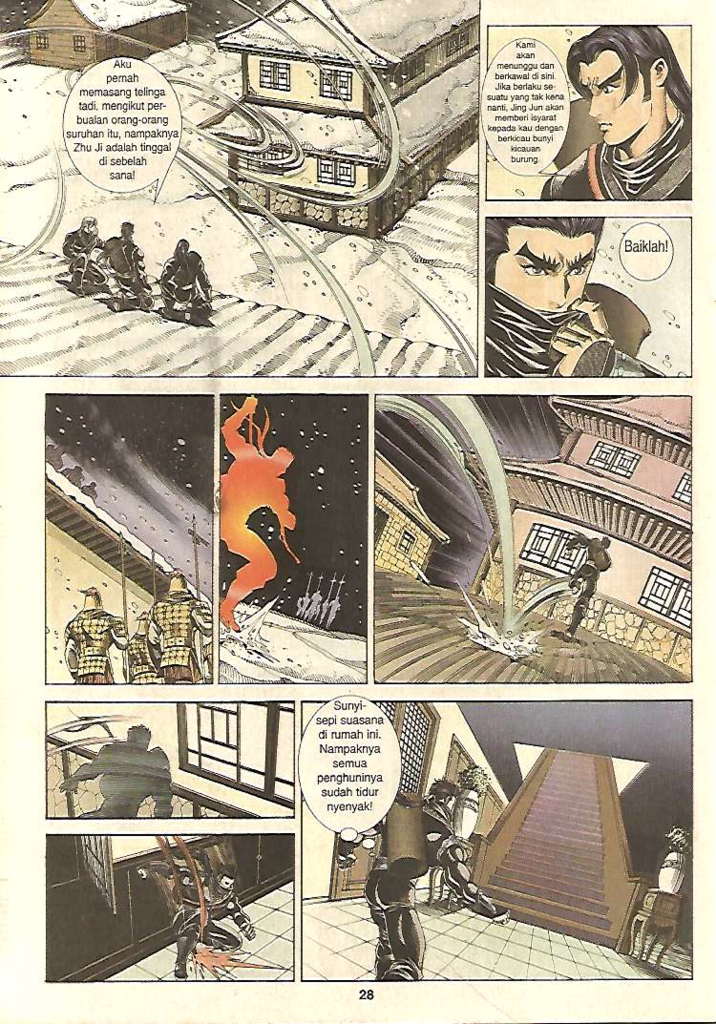 Aku
pernah
memasang telinga
tadi, mengikut per-
bualan orang-orang
suruhan itu, nampaknya
Zhu Ji adalah tinggal
di sebelah
sana!
Kami
akan
menunggu dan
berkawal di sini.
Jika berlaku se-
suatu yang tak kena
nanti, Jing Jun akan
memberi isyarat
kepada kau dengan
berkicau kicauan
burung.
Baiklah!
Sunyi-
sepi suasana
di rumah ini.
Nampaknya
semua
penghuninya
sudah tidur
nyenyak!
28